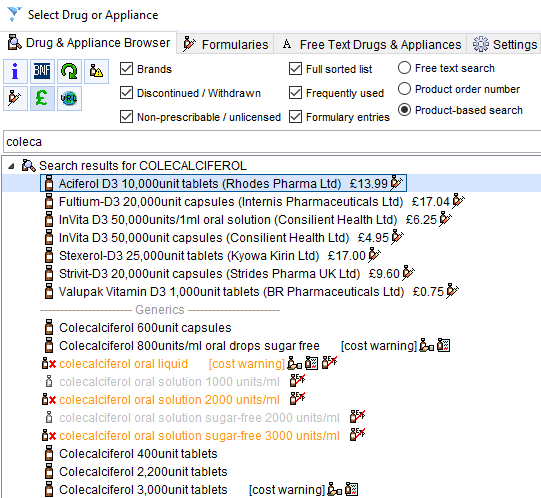 Select Drug or Appliance
Drug & Appliance Browser
Formularies
A Free Text Drugs & Appliances
Settings
i BNF
£ URL
Brands
Full sorted list
Free text search
Discontinued / Withdrawn
Frequently used
Product order number
Non-prescribable / unlicensed
Formulary entries
Product-based search
coleca
Search results for COLECALCIFEROL
Aciferol D3 10,000unit tablets (Rhodes Pharma Ltd) £13.99
Fultium-D3 20,000unit capsules (Internis Pharmaceuticals Ltd) £17.04
InVita D3 50,000units/1ml oral solution (Consilient Health Ltd) £6.25
InVita D3 50,000unit capsules (Consilient Health Ltd) £4.95
Stexerol-D3 25,000unit tablets (Kyowa Kirin Ltd) £17.00
Strivit-D3 20,000unit capsules (Strides Pharma UK Ltd) £9.60
Valupak Vitamin D3 1,000unit tablets (BR Pharmaceuticals Ltd) £0.75
---------------------- Generics ----------------------
Colecalciferol 600unit capsules
Colecalciferol 800units/ml oral drops sugar free [cost warning]
colecalciferol oral liquid [cost warning]
colecalciferol oral solution 1000 units/ml
colecalciferol oral solution 2000 units/ml
colecalciferol oral solution sugar-free 2000 units/ml
colecalciferol oral solution sugar-free 3000 units/ml
Colecalciferol 400unit tablets
Colecalciferol 2,200unit tablets
Colecalciferol 3,000unit tablets [cost warning]